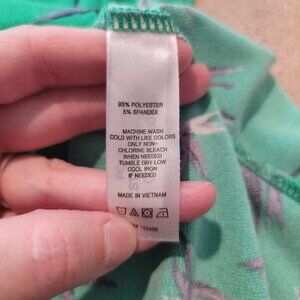 95% POLYESTER
5% SPANDEX
MACHINE WASH
COLD WITH LIKE COLORS
ONLY NON-
CHLORINE BLEACH
WHEN NEEDED
TUMBLE DRY LOW
COOL IRON
IF NEEDED
MADE IN VIETNAM